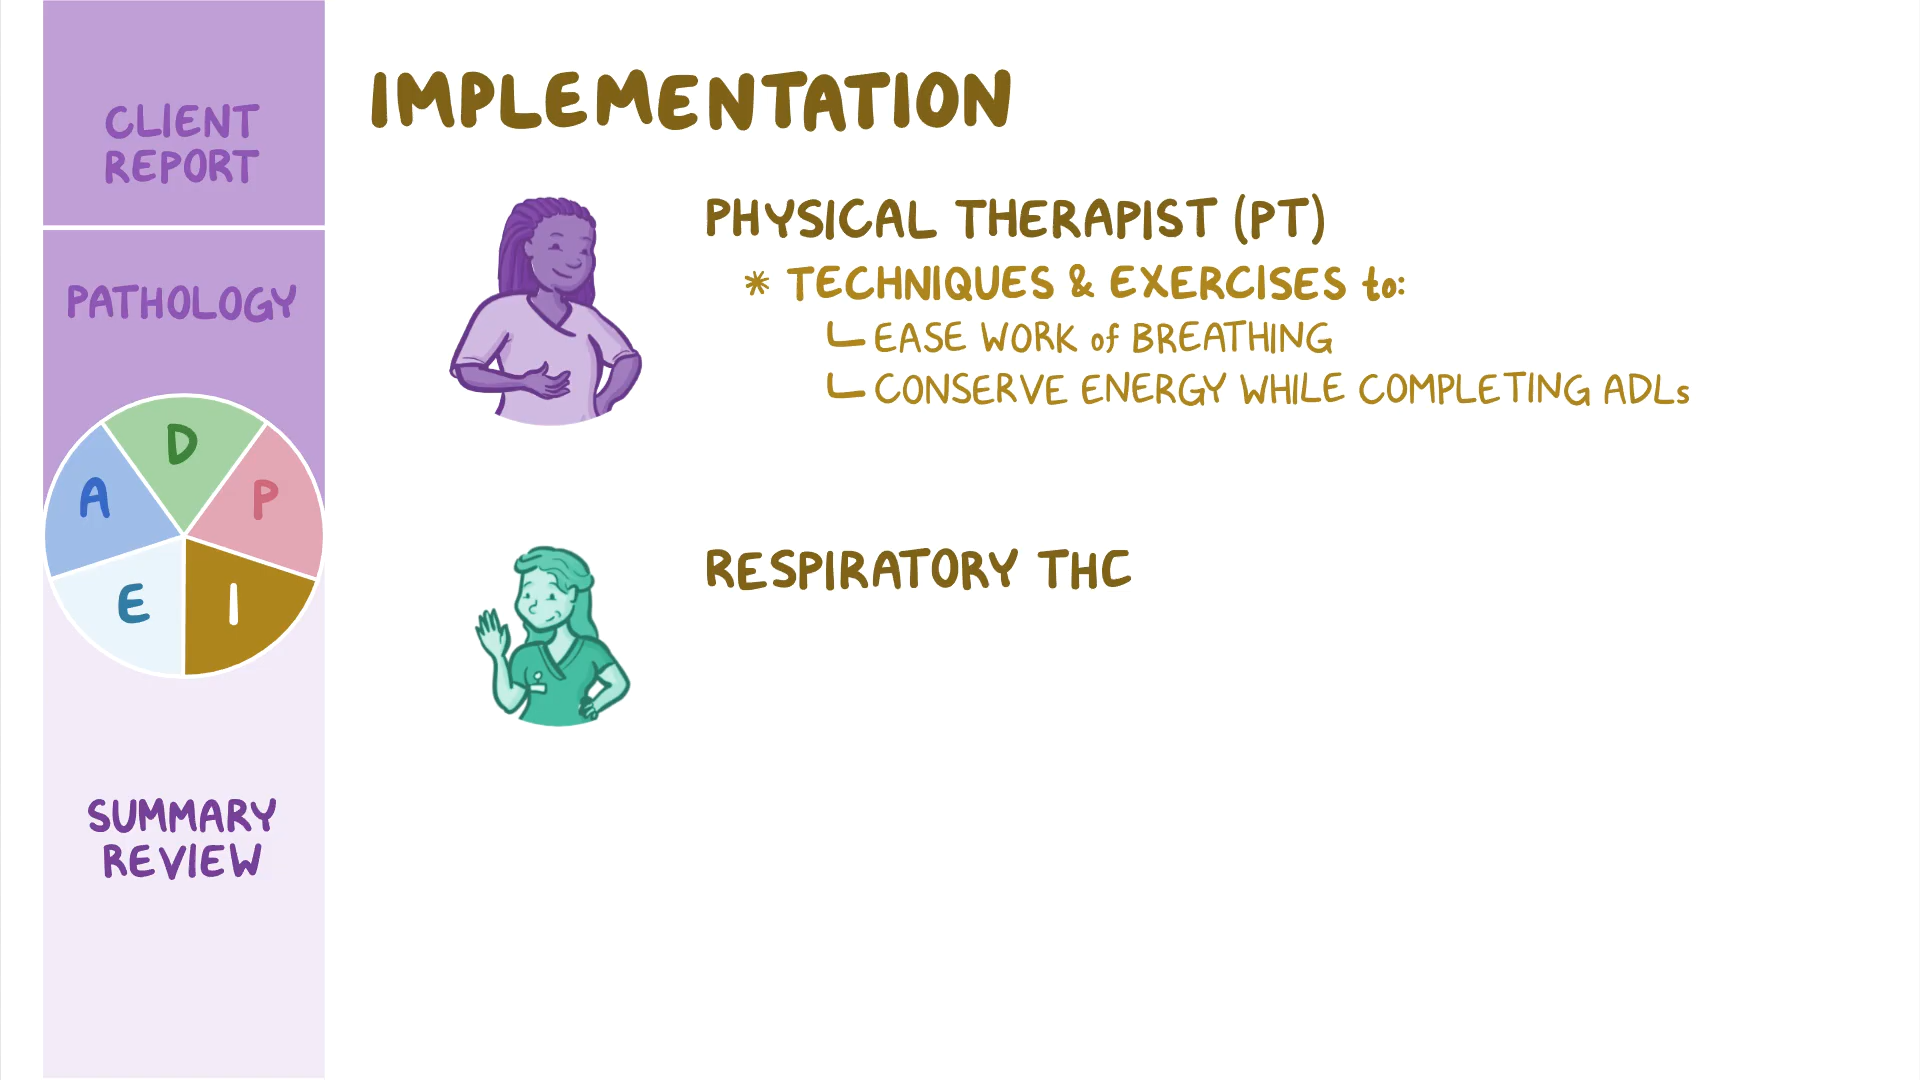 CLIENT
REPORT
PATHOLOGY
A
D
P
E
I
SUMMARY
REVIEW
IMPLEMENTATION
PHYSICAL THERAPIST (PT)
* TECHNIQUES & EXERCISES to:
EASE WORK of BREATHING
CONSERVE ENERGY WHILE COMPLETING ADLs
RESPIRATORY THC